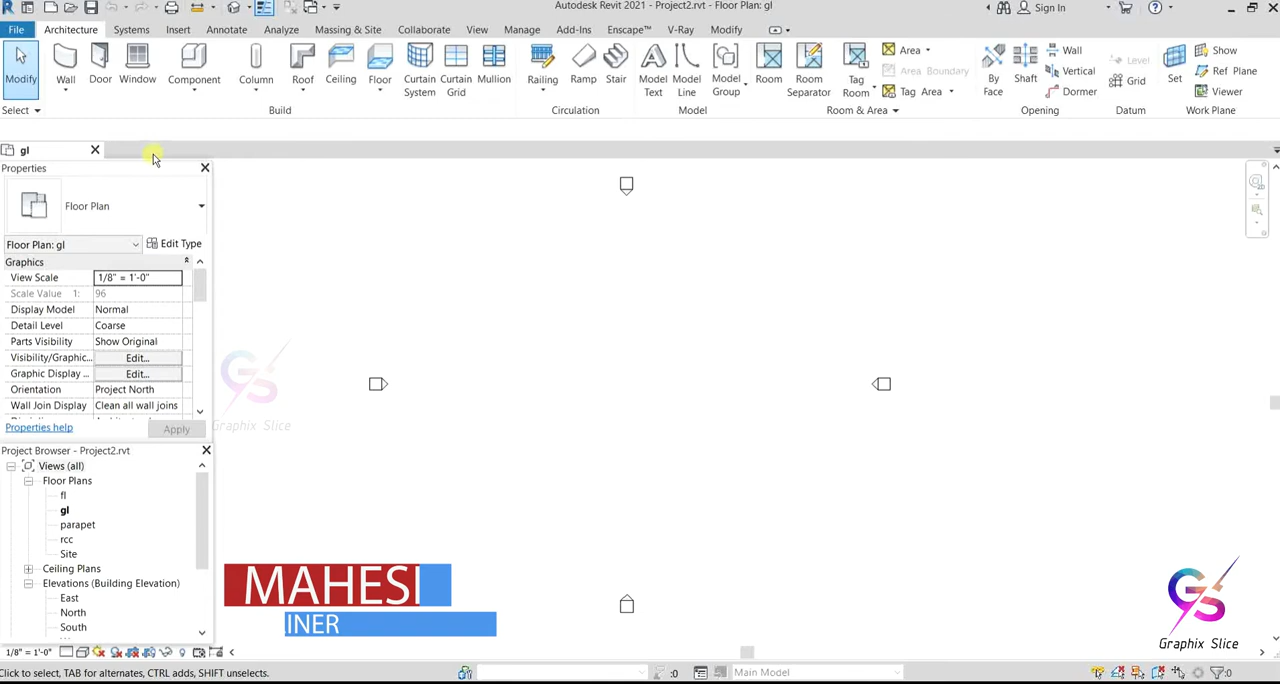 Autodesk Revit 2021 - Project2.rvt - Floor Plan: gl
Sign In
File Architecture Systems Insert Annotate Analyze Massing & Site Collaborate View Manage Add-Ins Enscape™ V-Ray Modify
Modify Wall Door Window Component Column Roof Ceiling Floor Curtain System Curtain Grid Mullion Railing Ramp Stair Model Text Model Line Model Group Room Room Separator Tag Room
Area
Area Boundary
Tag Area
By Face Shaft
Wall
Vertical
Dormer
Level
Grid
Set
Show
Ref Plane
Viewer
Select Build Circulation Model Room & Area Opening Datum Work Plane
gl
Properties
Floor Plan
Floor Plan: gl Edit Type
Graphics
View Scale 1/8" = 1'-0"
Scale Value 1: 96
Display Model Normal
Detail Level Coarse
Parts Visibility Show Original
Visibility/Graphic... Edit...
Graphic Display ... Edit...
Orientation Project North
Wall Join Display Clean all wall joins
Properties help Apply
Graphix Slice
Project Browser - Project2.rvt
Views (all)
Floor Plans
fl
gl
parapet
rcc
Site
Ceiling Plans
Elevations (Building Elevation)
East
North
South
MAHES
INER
Graphix Slice
1/8" = 1'-0"
Click to select, TAB for alternates, CTRL adds, SHIFT unselects.
:0
Main Model
:0